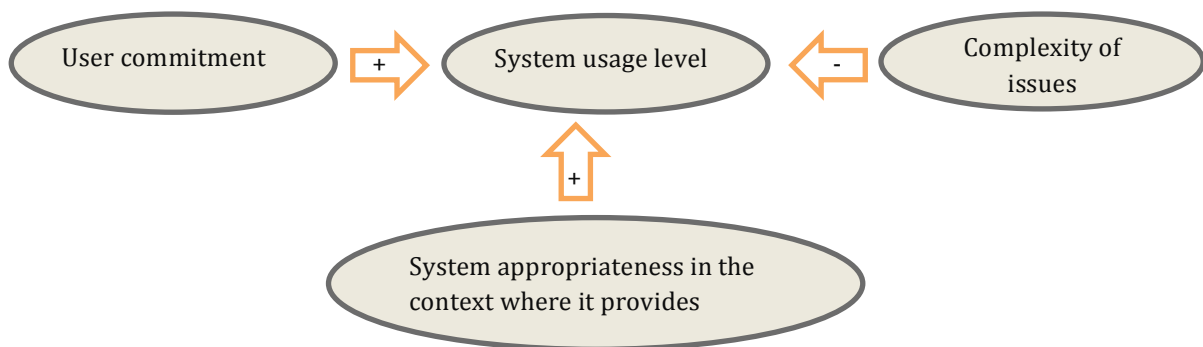 User commitment
+
System usage level
-
Complexity of
issues
+
System appropriateness in the
context where it provides